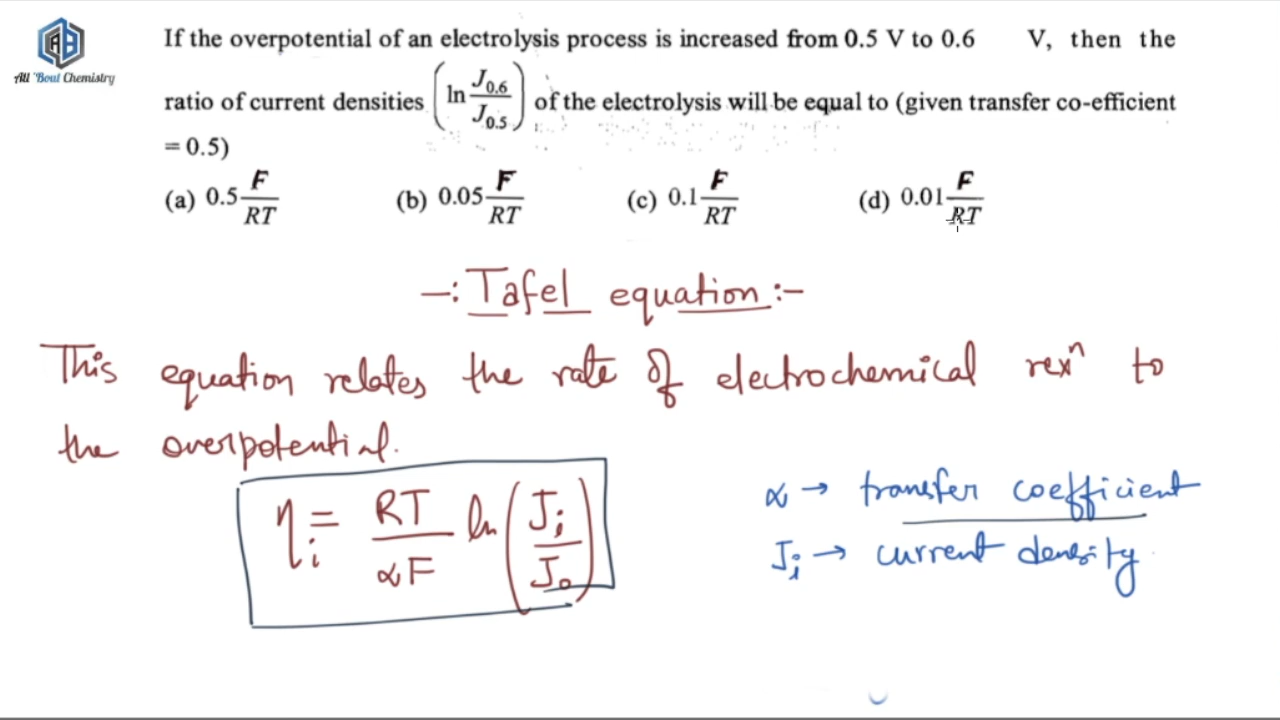 If the overpotential of an electrolysis process is increased from 0.5 V to 0.6 V, then the
ratio of current densities (ln J0.6/J0.5) of the electrolysis will be equal to (given transfer co-efficient
= 0.5)
(a) 0.5 F/RT (b) 0.05 F/RT (c) 0.1 F/RT (d) 0.01 F/RT
All 'Bout Chemistry
-: Tafel equation :-
This equation relates the rate of electrochemical rexⁿ to
the overpotential.
ηi = RT/αF ln (Ji/J0)
α → transfer coefficient
Ji → current density